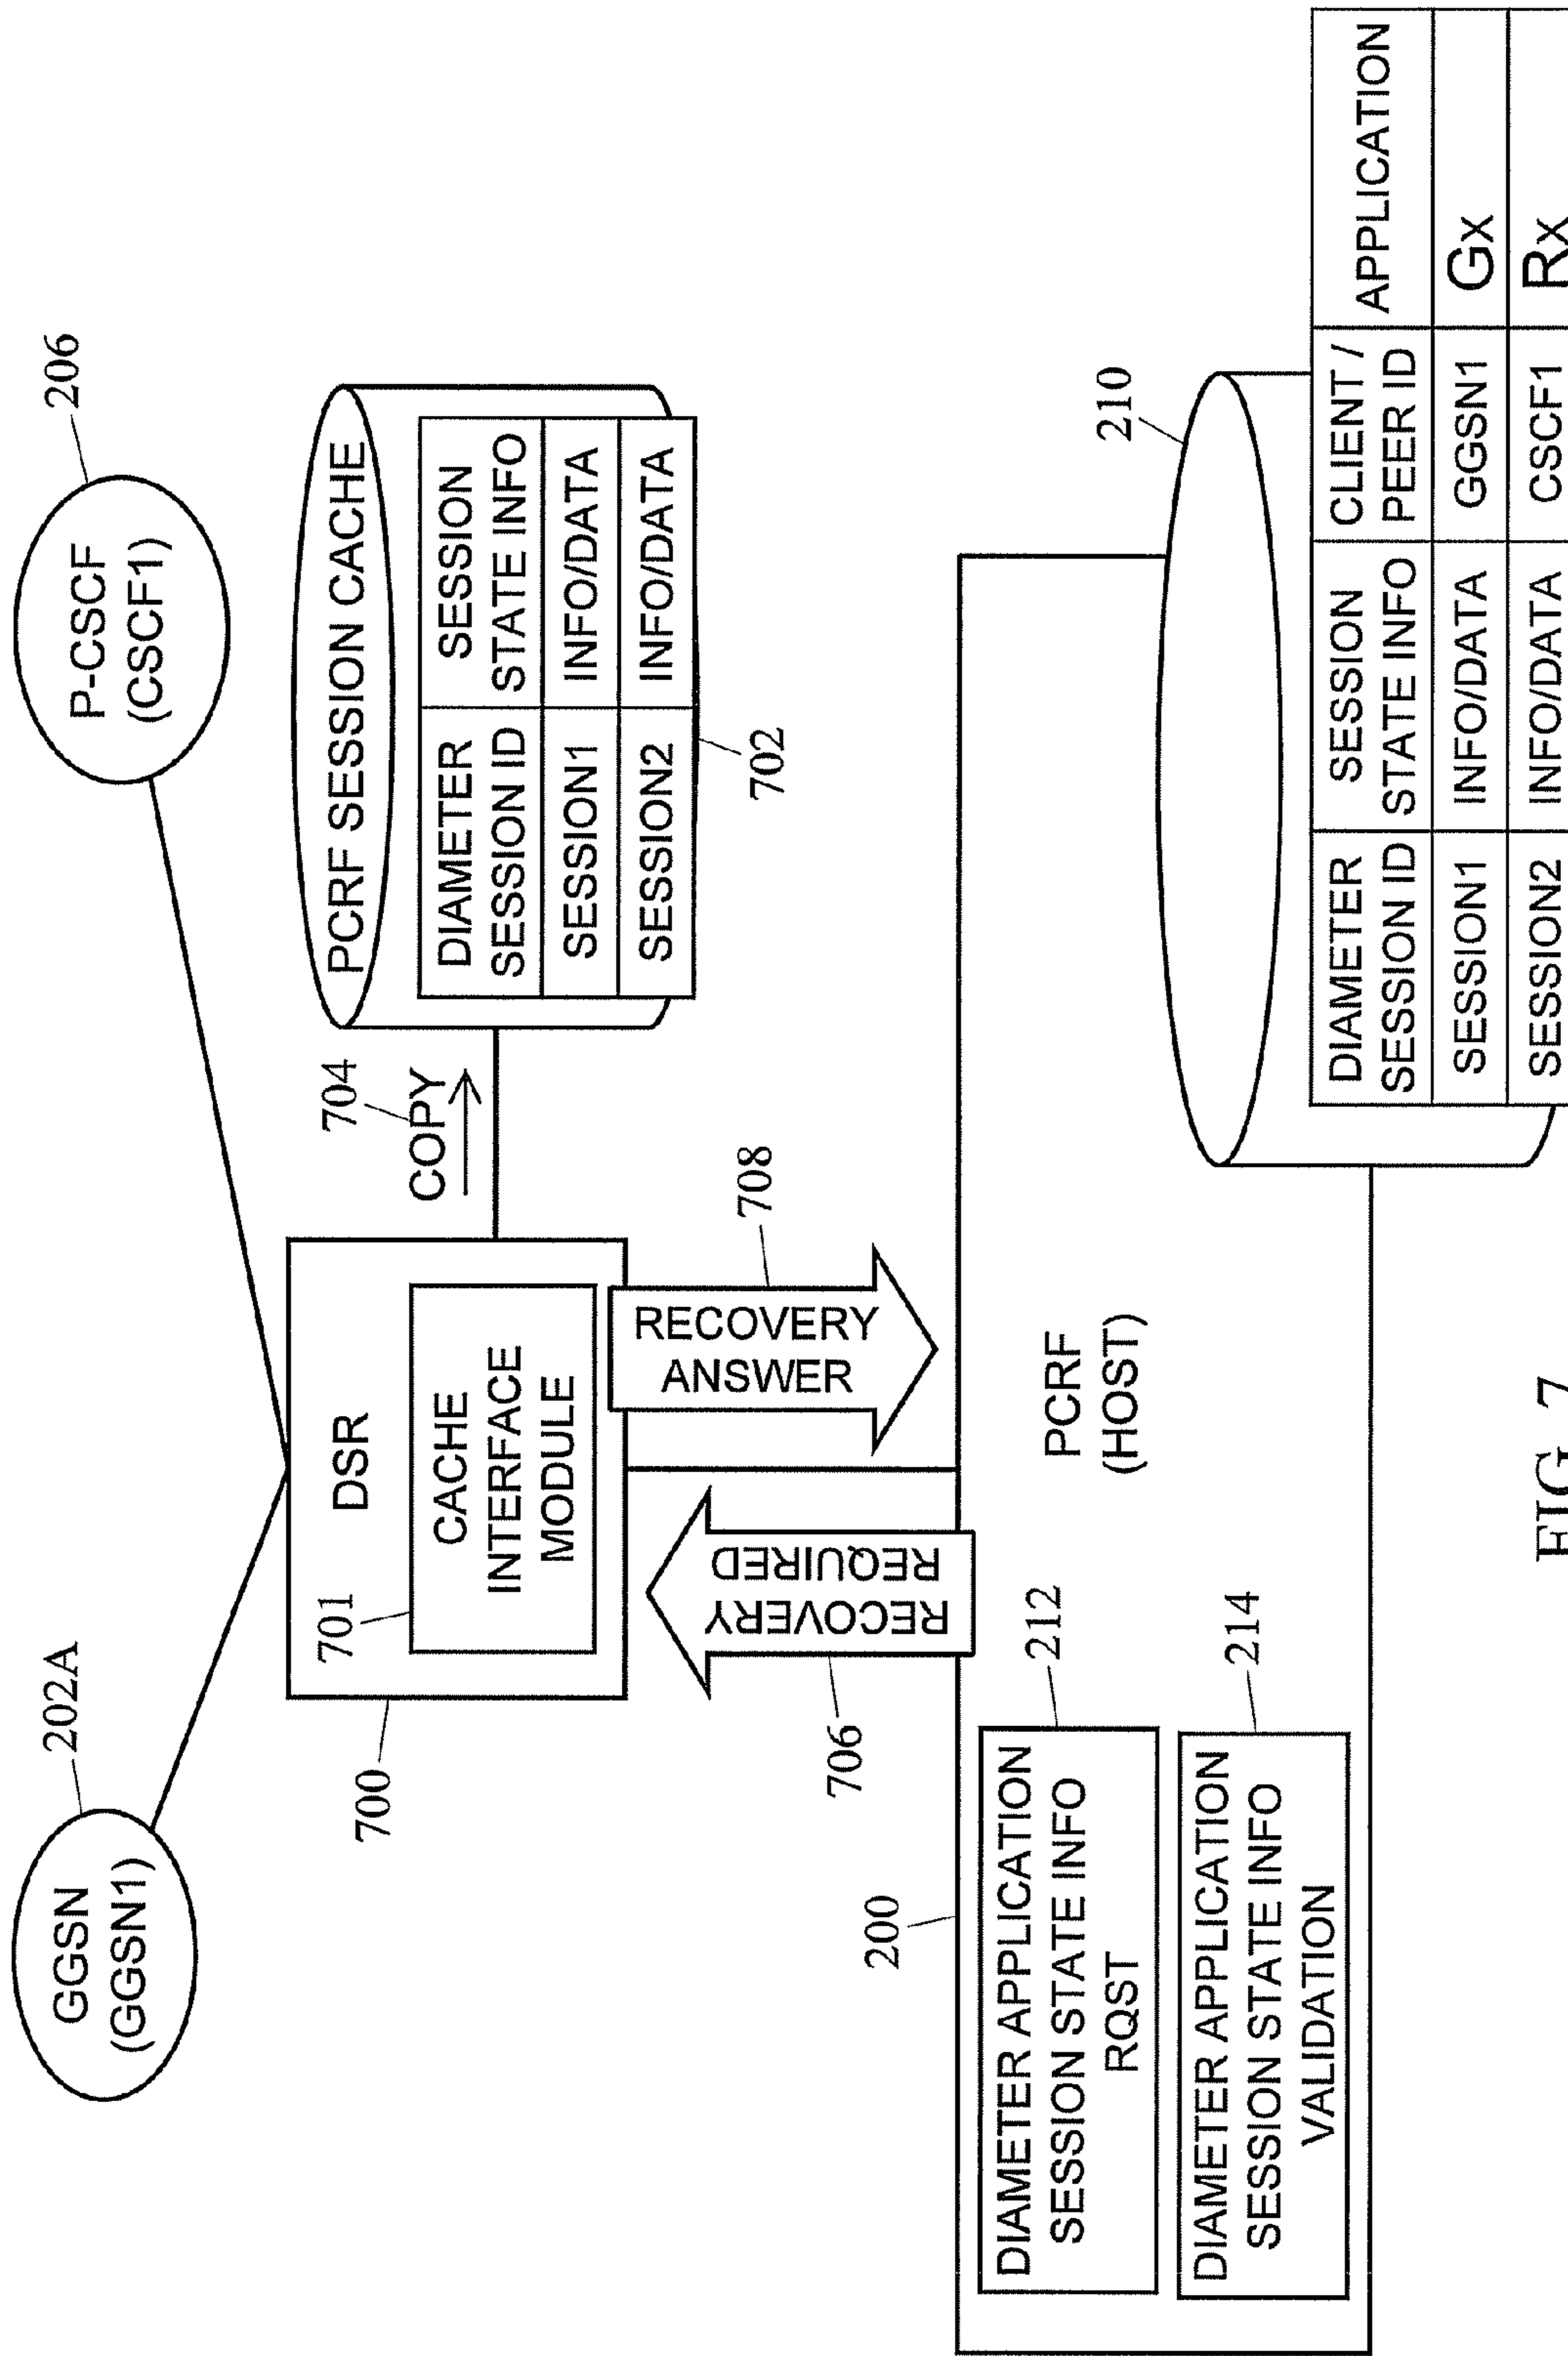 GGSN
(GGSN1)
202A
P-CSCF
(CSCF1)
206
700
DSR
701
CACHE
INTERFACE
MODULE
704
COPY
PCRF SESSION CACHE
DIAMETER SESSION ID
SESSION STATE INFO
SESSION1
INFO/DATA
SESSION2
INFO/DATA
702
706
RECOVERY
REQUIRED
RECOVERY
ANSWER
708
200
DIAMETER APPLICATION
SESSION STATE INFO
RQST
212
DIAMETER APPLICATION
SESSION STATE INFO
VALIDATION
214
PCRF
(HOST)
210
DIAMETER SESSION ID
SESSION STATE INFO
CLIENT / PEER ID
APPLICATION
SESSION1
INFO/DATA
GGSN1
Gx
SESSION2
INFO/DATA
CSCF1
Rx
FIG. 7